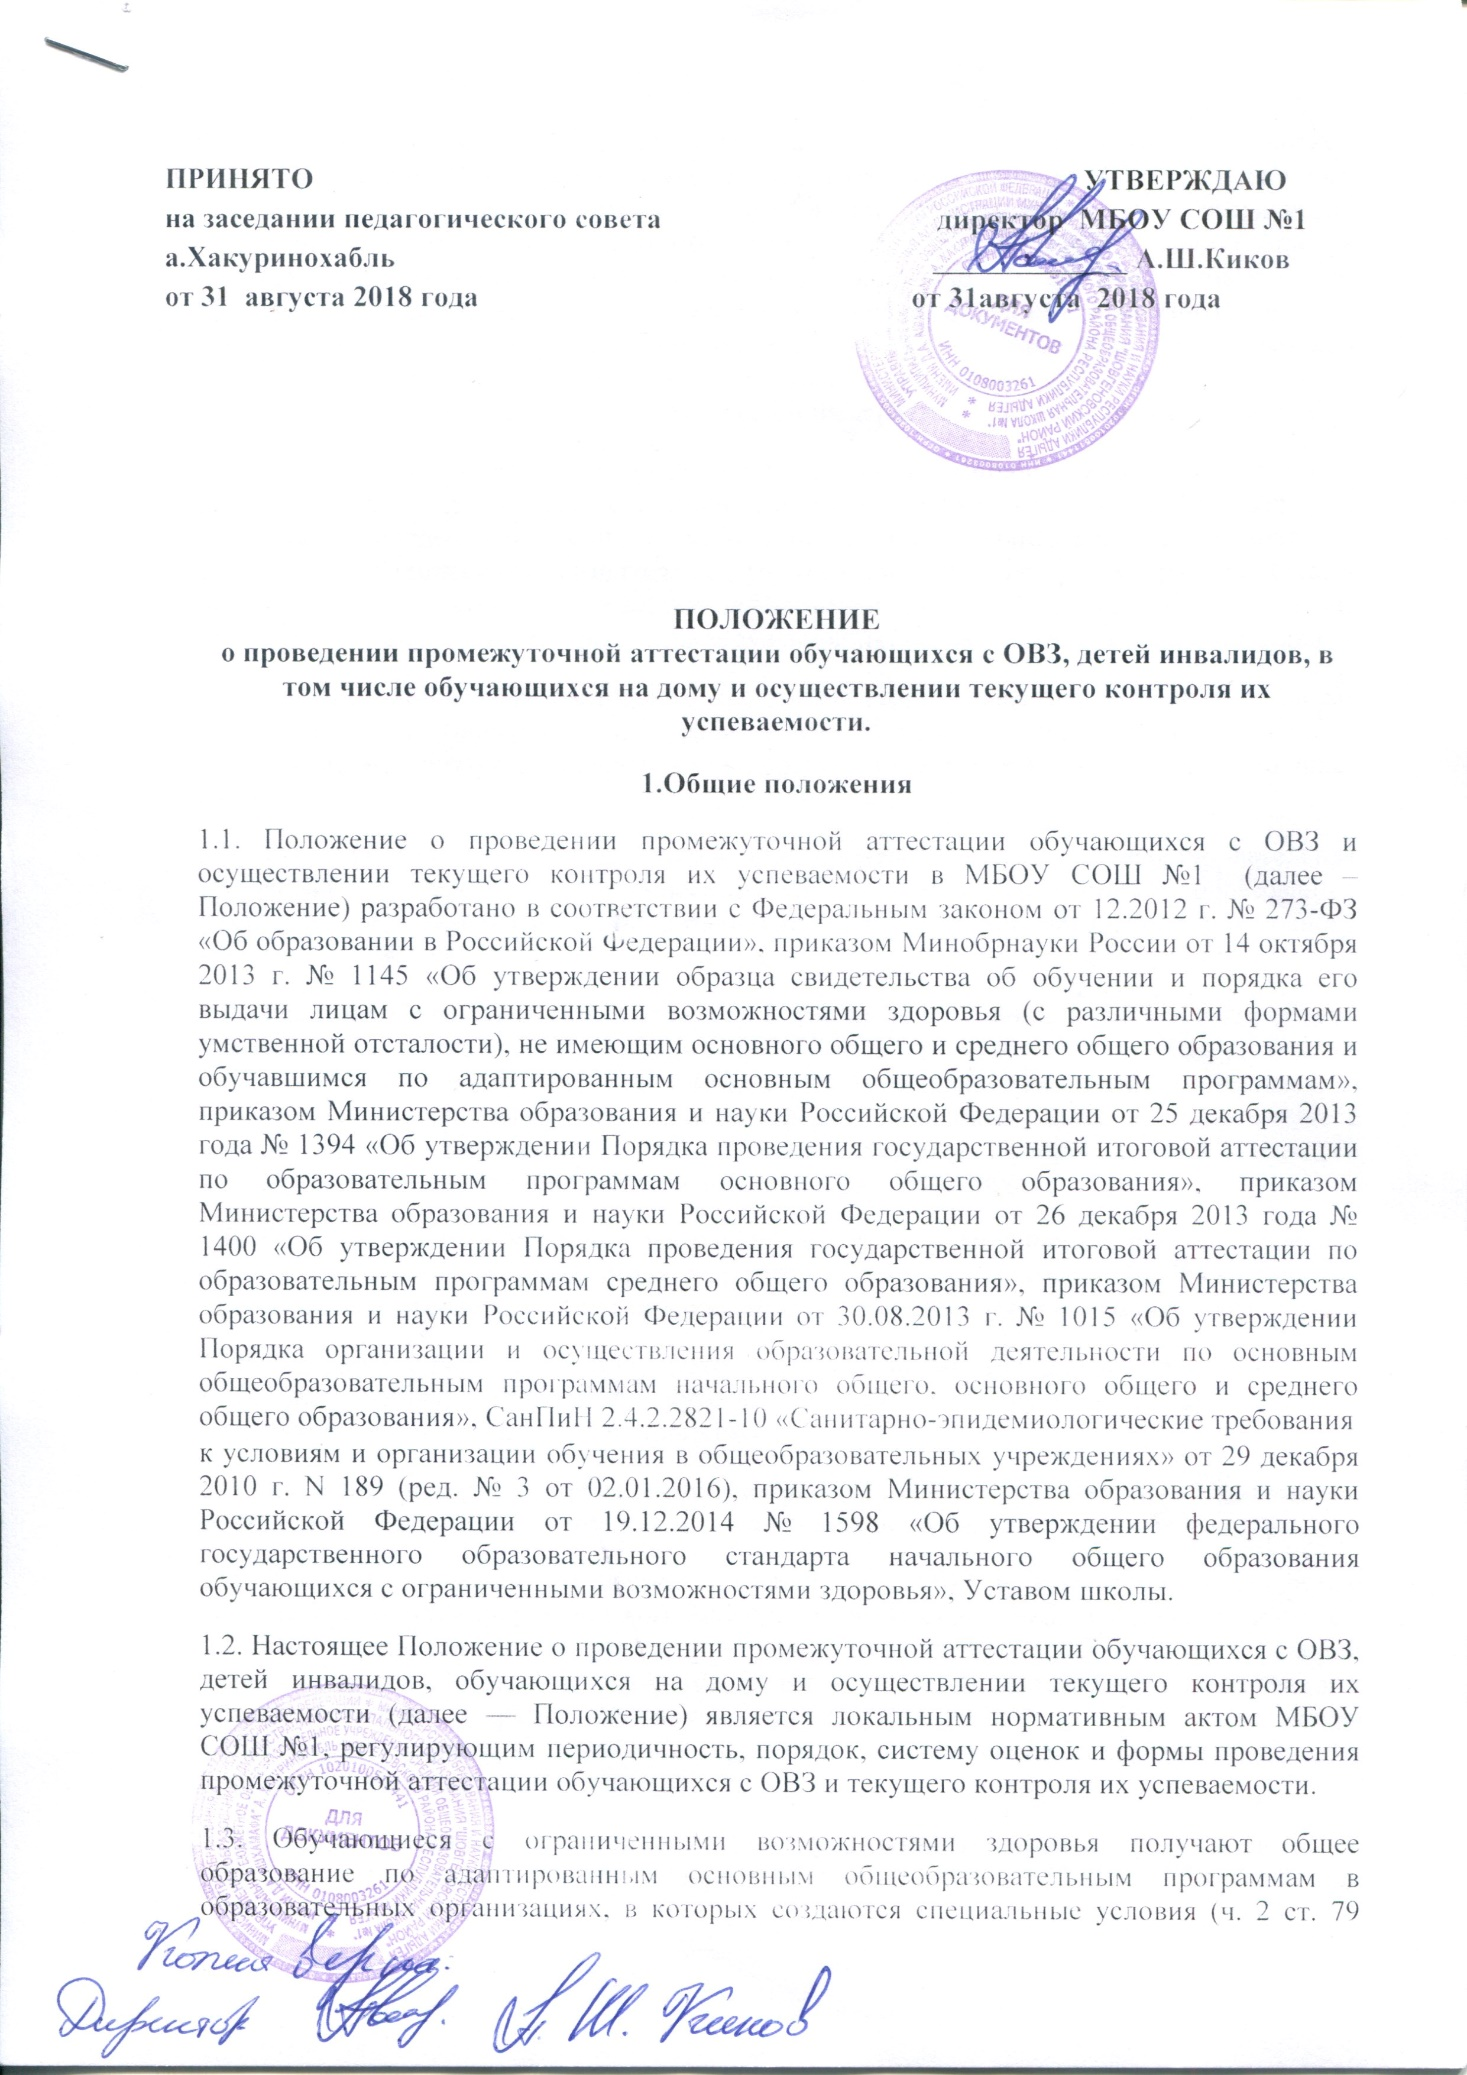 ПРИНЯТО
на заседании педагогического совета
а.Хакуринохабль
от 31 августа 2018 года
УТВЕРЖДАЮ
директор МБОУ СОШ №1
_____________ А.Ш.Киков
от 31августа 2018 года
ДЛЯ
ДОКУМЕНТОВ
ИНН 0108003261
ПОЛОЖЕНИЕ
о проведении промежуточной аттестации обучающихся с ОВЗ, детей инвалидов, в
том числе обучающихся на дому и осуществлении текущего контроля их
успеваемости.
1.Общие положения
1.1. Положение о проведении промежуточной аттестации обучающихся с ОВЗ и
осуществлении текущего контроля их успеваемости в МБОУ СОШ №1 (далее –
Положение) разработано в соответствии с Федеральным законом от 12.2012 г. № 273-ФЗ
«Об образовании в Российской Федерации», приказом Минобрнауки России от 14 октября
2013 г. № 1145 «Об утверждении образца свидетельства об обучении и порядка его
выдачи лицам с ограниченными возможностями здоровья (с различными формами
умственной отсталости), не имеющим основного общего и среднего общего образования и
обучавшимся по адаптированным основным общеобразовательным программам»,
приказом Министерства образования и науки Российской Федерации от 25 декабря 2013
года № 1394 «Об утверждении Порядка проведения государственной итоговой аттестации
по образовательным программам основного общего образования», приказом
Министерства образования и науки Российской Федерации от 26 декабря 2013 года №
1400 «Об утверждении Порядка проведения государственной итоговой аттестации по
образовательным программам среднего общего образования», приказом Министерства
образования и науки Российской Федерации от 30.08.2013 г. № 1015 «Об утверждении
Порядка организации и осуществления образовательной деятельности по основным
общеобразовательным программам начального общего, основного общего и среднего
общего образования», СанПиН 2.4.2.2821-10 «Санитарно-эпидемиологические требования
к условиям и организации обучения в общеобразовательных учреждениях» от 29 декабря
2010 г. N 189 (ред. № 3 от 02.01.2016), приказом Министерства образования и науки
Российской Федерации от 19.12.2014 № 1598 «Об утверждении федерального
государственного образовательного стандарта начального общего образования
обучающихся с ограниченными возможностями здоровья», Уставом школы.
1.2. Настоящее Положение о проведении промежуточной аттестации обучающихся с ОВЗ,
детей инвалидов, обучающихся на дому и осуществлении текущего контроля их
успеваемости (далее — Положение) является локальным нормативным актом МБОУ
СОШ №1, регулирующим периодичность, порядок, систему оценок и формы проведения
промежуточной аттестации обучающихся с ОВЗ и текущего контроля их успеваемости.
1.3. Обучающиеся с ограниченными возможностями здоровья получают общее
образование по адаптированным основным общеобразовательным программам в
образовательных организациях, в которых создаются специальные условия (ч. 2 ст. 79
ДЛЯ
ДОКУМЕНТОВ
ИНН 0108003261
Копия верна.
Директор А. Ш. Киков